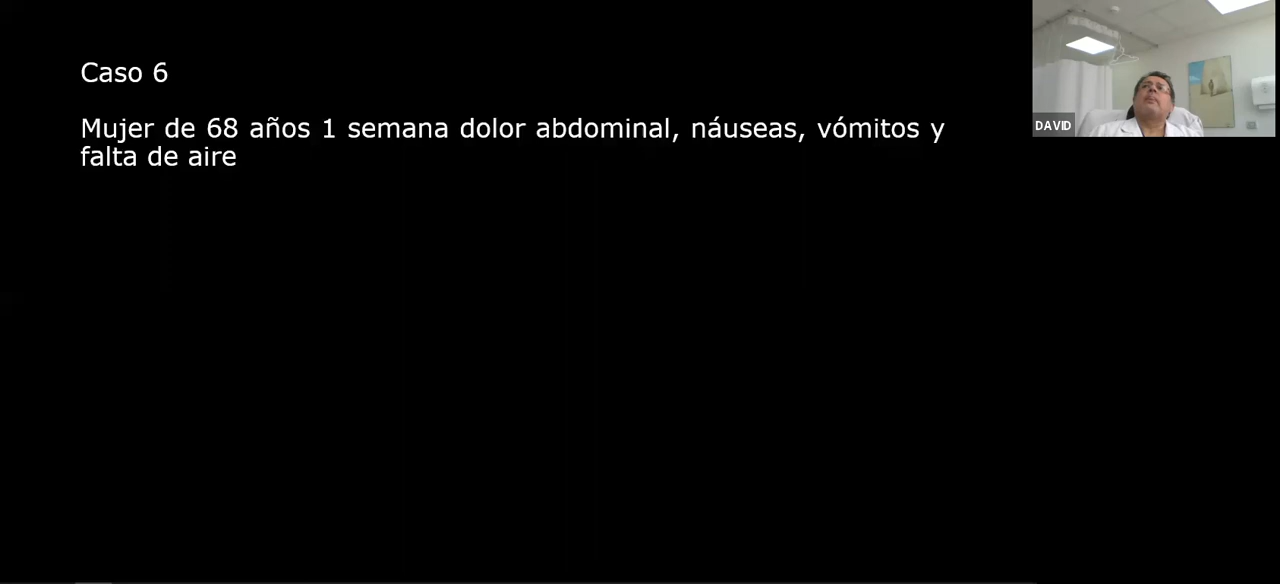 Caso 6
Mujer de 68 años 1 semana dolor abdominal, náuseas, vómitos y
falta de aire
DAVID